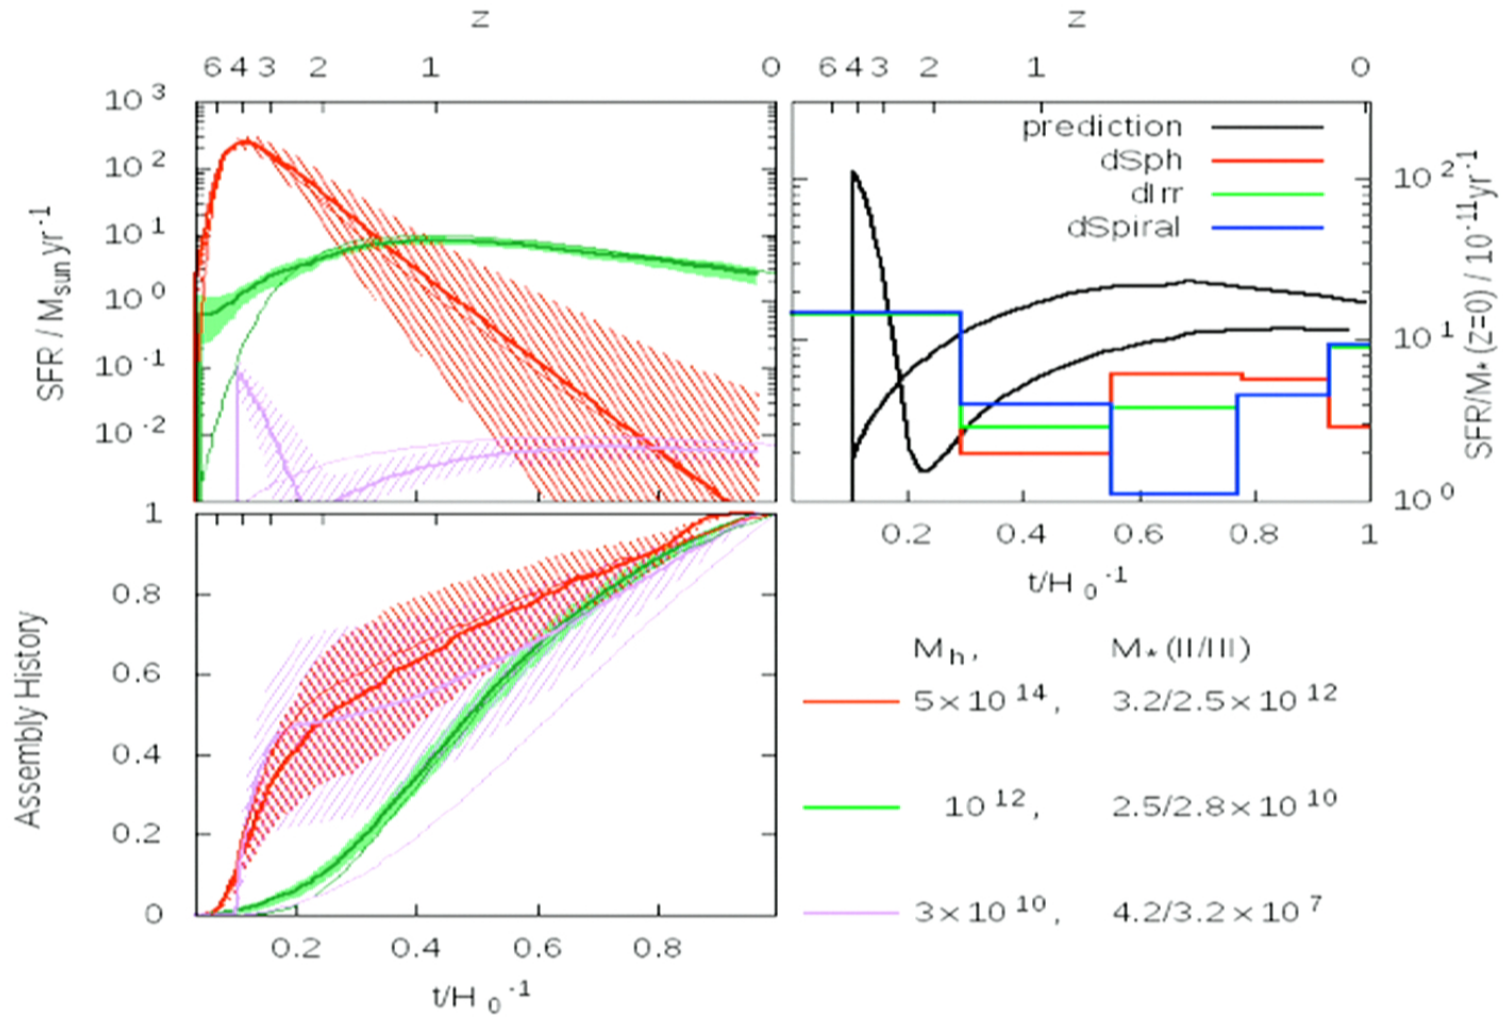 z
z
6 4 3 2 1 0
6 4 3 2 1 0
10 3
10 2
10 1
10 0
10 -1
10 -2
SFR / M sun yr -1
prediction
dSph
dIrr
dSpiral
10 2
10 1
10 0
SFR/M* (z=0) / 10 -11 yr -1
0.2 0.4 0.6 0.8 1
t/H 0 -1
1
0.8
0.6
0.4
0.2
0
Assembly History
0.2 0.4 0.6 0.8
t/H 0 -1
M h, M* (II/III)
5×10 14, 3.2/2.5×10 12
10 12, 2.5/2.8×10 10
3×10 10, 4.2/3.2×10 7